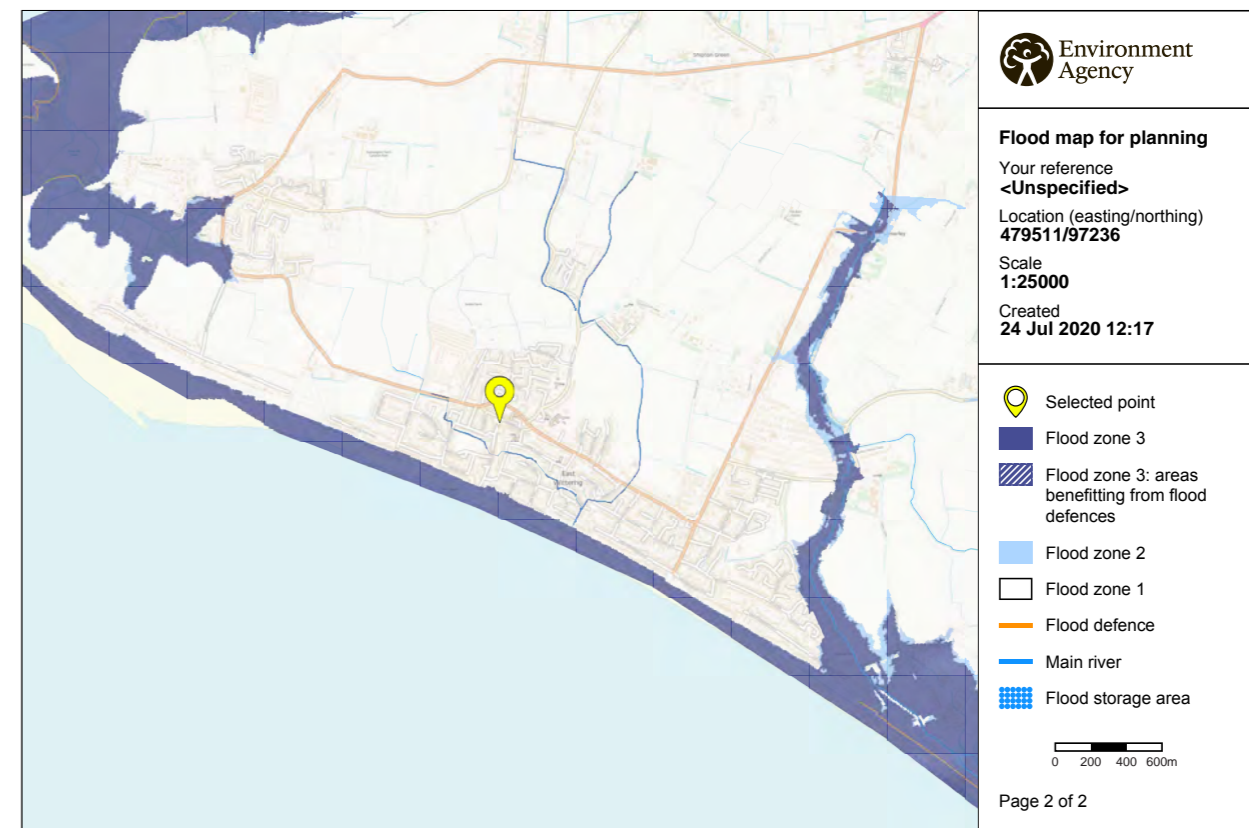 Environment
Agency
Flood map for planning
Your reference
<Unspecified>
Location (easting/northing)
479511/97236
Scale
1:25000
Created
24 Jul 2020 12:17
Selected point
Flood zone 3
Flood zone 3: areas
benefitting from flood
defences
Flood zone 2
Flood zone 1
Flood defence
Main river
Flood storage area
0 200 400 600m
Page 2 of 2
East
Wittering